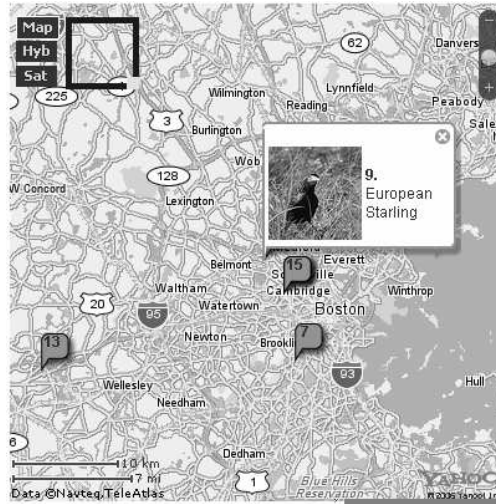 Map
Hyb
Sat
62
Danvers
225
Wilmington
Lynnfield
Reading
Peabody
3
Burlington
Wob
128
W Concord
Lexington
9.
European
Starling
Belmont
Everett
15
Cambridge
Winthrop
Waltham
20
95
Watertown
Boston
13
Newton
Brookli
7
93
Wellesley
Hull
Needham
Dedham
10 km
7 mi
1
Blue Hills
Reservation
Data ©Navteq,TeleAtlas